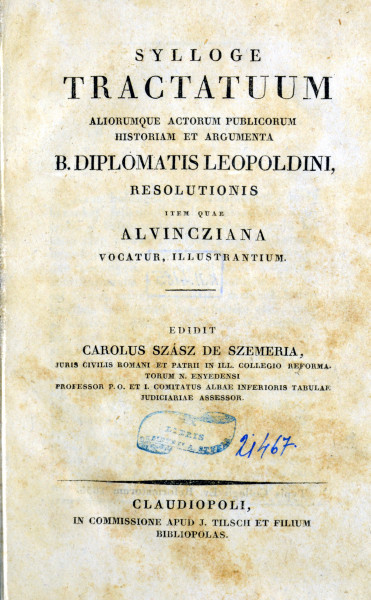 SYLLOGE
TRACTATUUM
ALIORUMQUE ACTORUM PUBLICORUM
HISTORIAM ET ARGUMENTA
B. DIPLOMATIS LEOPOLDINI,
RESOLUTIONIS
ITEM QUAE
ALVINCZIANA
VOCATUR, ILLUSTRANTIUM.
EDIDIT
CAROLUS SZÁSZ DE SZEMERIA,
JURIS CIVILIS ROMANI ET PATRII IN ILL. COLLEGIO REFORMA-
TORUM N. ENYEDENSI
PROFESSOR P. O. ET I. COMITATUS ALBAE INFERIORIS TABULAE
JUDICIARIAE ASSESSOR.
LIBRIS
21467.
CLAUDIOPOLI,
IN COMMISSIONE APUD J. TILSCH ET FILIUM
BIBLIOPOLAS.